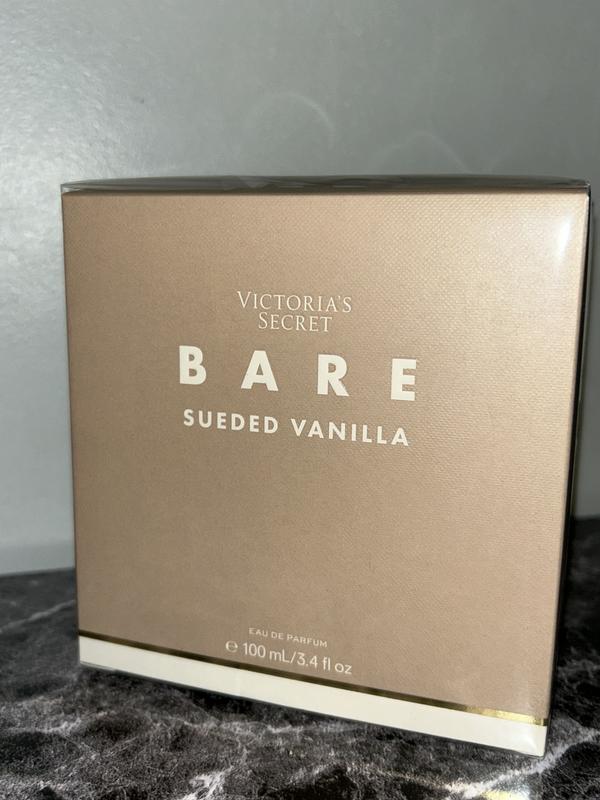 VICTORIA'S
SECRET
BARE
SUEDED VANILLA
EAU DE PARFUM
℮ 100 mL/3.4 fl oz